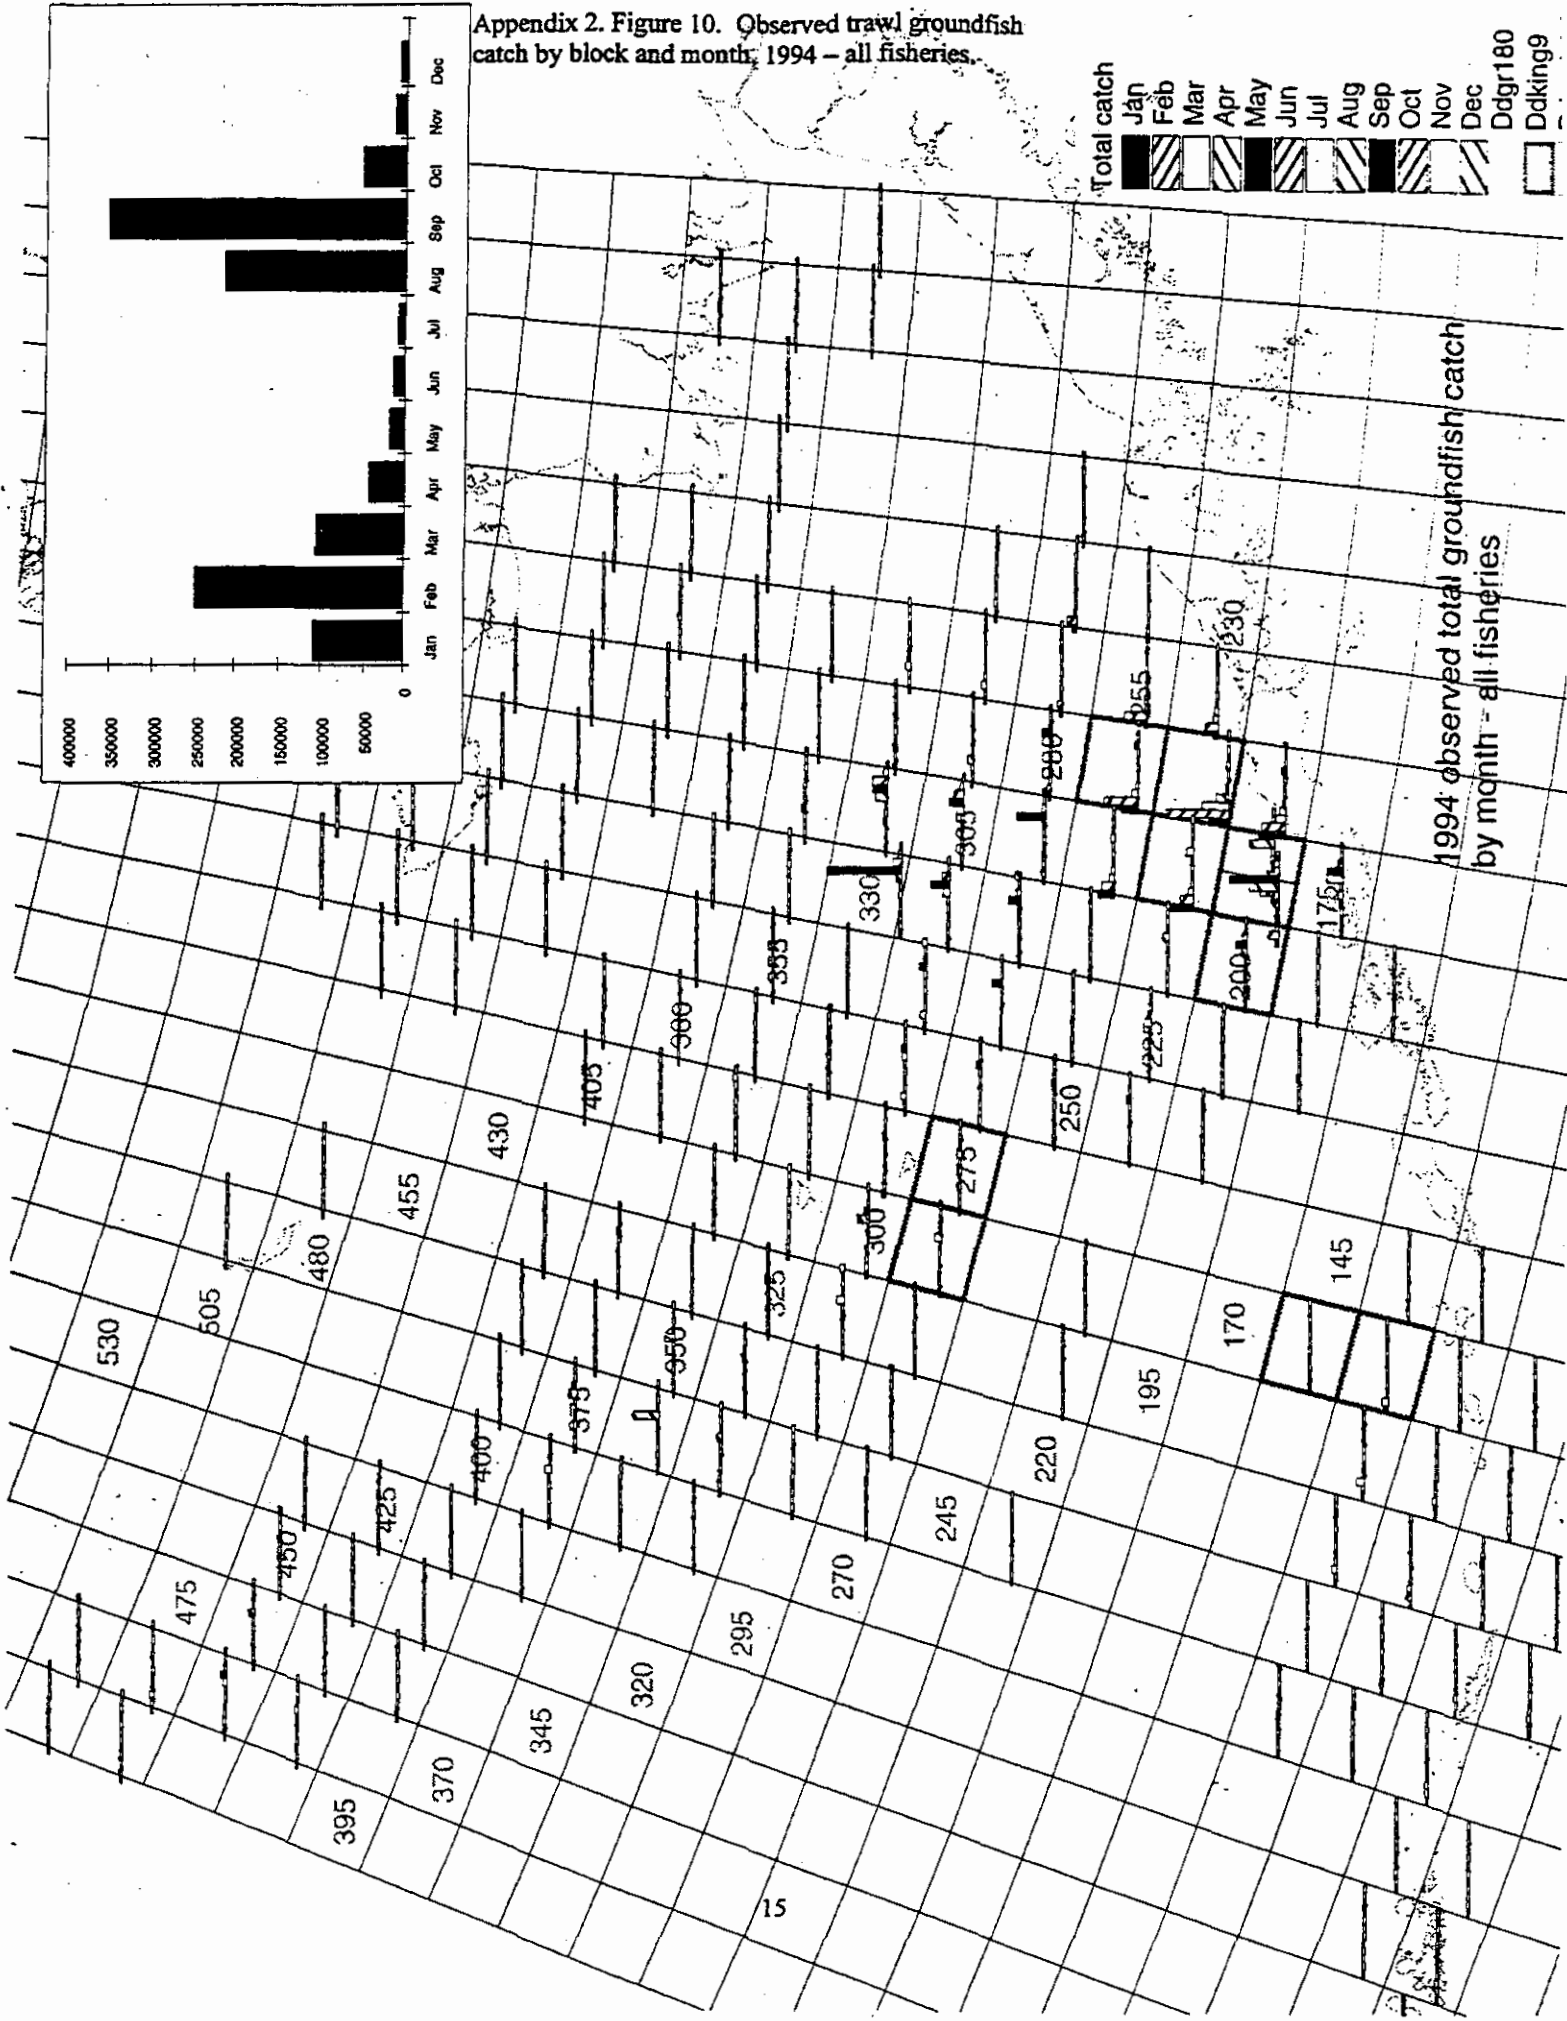 Appendix 2. Figure 10. Observed trawl groundfish
catch by block and month, 1994 – all fisheries.
400000
350000
300000
250000
200000
150000
100000
50000
0
Jan
Feb
Mar
Apr
May
Jun
Jul
Aug
Sep
Oct
Nov
Dec
Total catch
Jan
Feb
Mar
Apr
May
Jun
Jul
Aug
Sep
Oct
Nov
Dec
Ddgr180
Ddking9
1994 observed total groundfish catch
by month - all fisheries
530
505
480
455
430
405
355
330
305
255
230
475
450
425
400
375
350
325
300
275
250
225
200
175
395
370
345
320
295
270
245
220
195
170
145
15